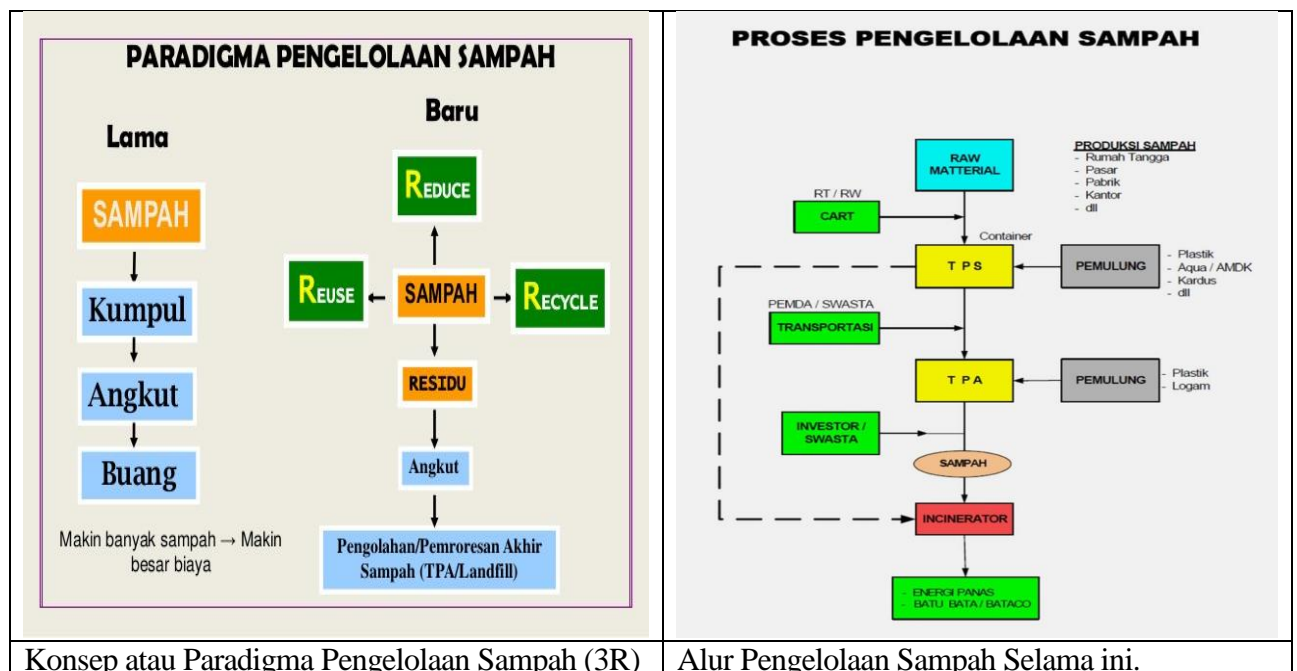 PARADIGMA PENGELOLAAN SAMPAH
Lama
SAMPAH
Kumpul
Angkut
Buang
Makin banyak sampah → Makin
besar biaya
Baru
REDUCE
REUSE
SAMPAH
RECYCLE
RESIDU
Angkut
Pengolahan/Pemroresan Akhir
Sampah (TPA/Landfill)
Konsep atau Paradigma Pengelolaan Sampah (3R)
PROSES PENGELOLAAN SAMPAH
RAW
MATTERIAL
PRODUKSI SAMPAH
- Rumah Tangga
- Pasar
- Pabrik
- Kantor
- dll
RT / RW
CART
Container
T P S
PEMULUNG
- Plastik
- Aqua / AMDK
- Kardus
- dll
PEMDA / SWASTA
TRANSPORTASI
T P A
PEMULUNG
- Plastik
- Logam
INVESTOR /
SWASTA
SAMPAH
INCINERATOR
- ENERGI PANAS
- BATU BATA / BATACO
Alur Pengelolaan Sampah Selama ini.